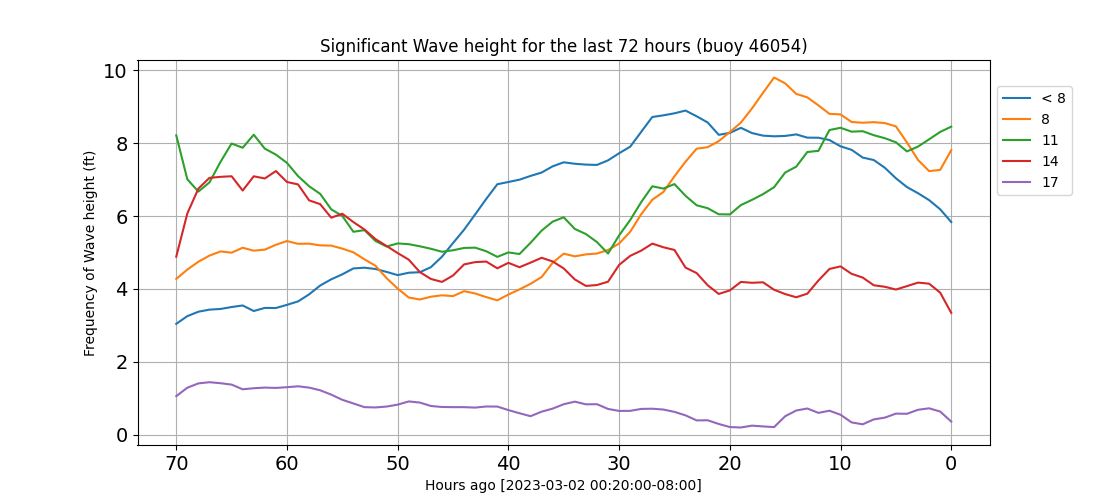 Significant Wave height for the last 72 hours (buoy 46054)
Frequency of Wave height (ft)
10
8
6
4
2
0
70 60 50 40 30 20 10 0
Hours ago [2023-03-02 00:20:00-08:00]
< 8
8
11
14
17